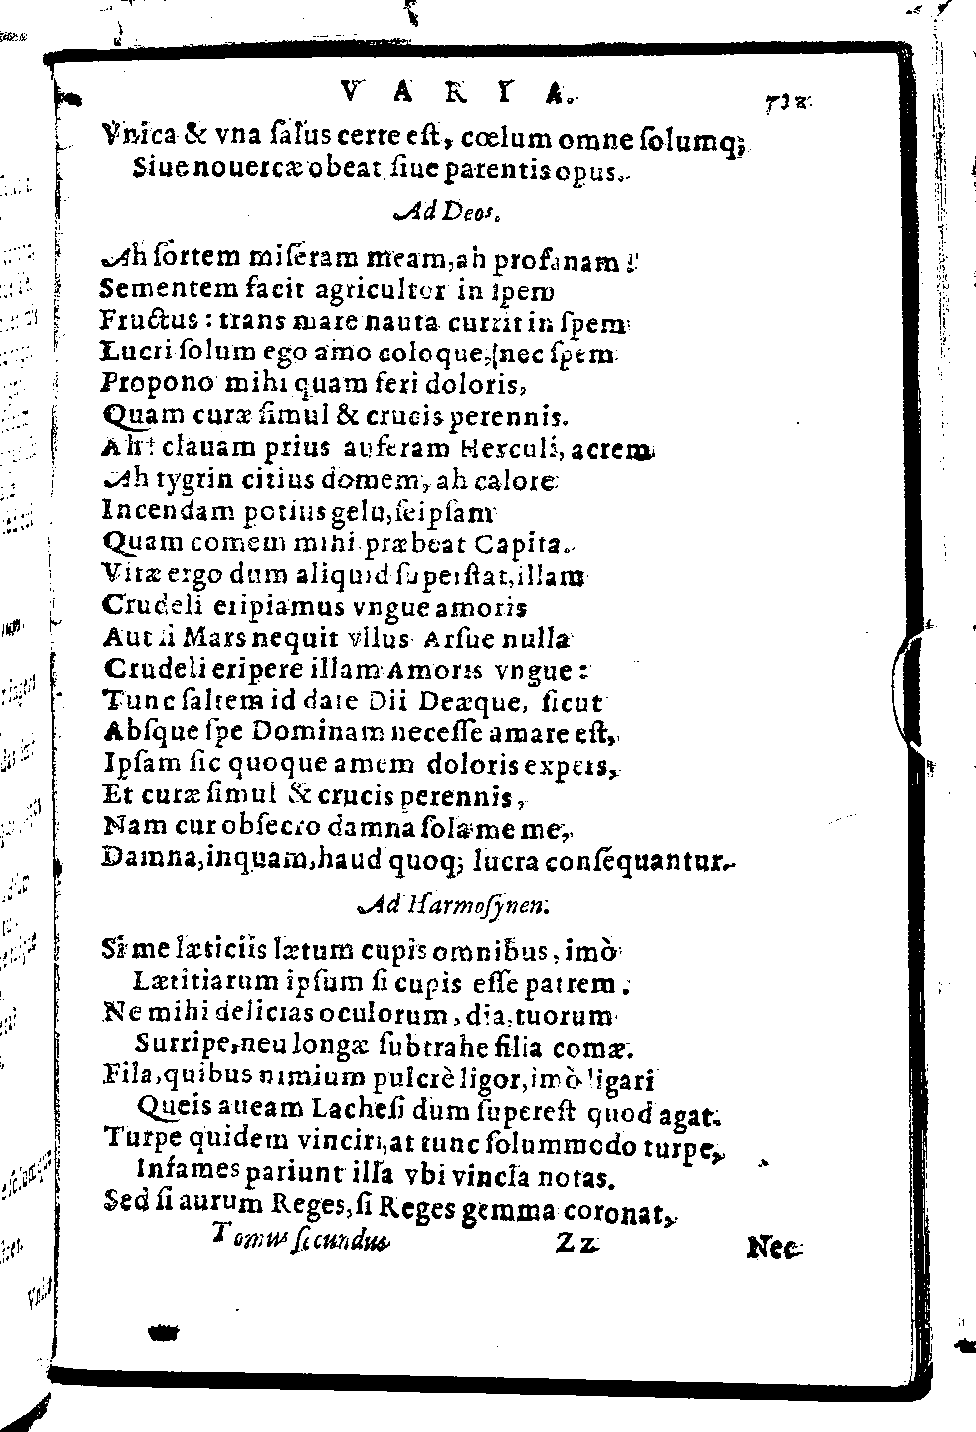 VARIA.
Vnica & vna ſalus certe eſt, cœlum omne ſolumq;
Siue nouercæ obeat ſiue parentis opus.
Ad Deos.
Ah ſortem miſeram meam, ah profanam!
Sementem facit agricultor in ſpem
Fructus: trans mare nauta currit in ſpem
Lucri ſolum ego amo coloque, nec ſpem
Propono mihi quam feri doloris,
Quam curæ ſimul & crucis perennis.
Ah! clauam prius auferam Herculi, acrem
Ah tygrin citius domem, ah calore
Incendam potius gelu, ſeipſam
Quam comem mihi præbeat Capita.
Vitæ ergo dum aliquid ſuperſtat, illam
Crudeli eripiamus vngue amoris
Aut ſi Mars nequit vllus Arſue nulla
Crudeli eripere illam Amoris vngue:
Tunc ſaltem id date Dii Deæque, ſicut
Abſque ſpe Dominam neceſſe amare eſt,
Ipſam ſic quoque amem doloris expers,
Et curæ ſimul & crucis perennis,
Nam cur obſecro damna ſola me me,
Damna, inquam, haud quoq; lucra conſequantur.
Ad Harmoſynen.
Si me læticiis lætum cupis omnibus, imò
Lætitiarum ipſum ſi cupis eſſe patrem.
Ne mihi delicias oculorum, dia, tuorum
Surripe, neu longæ ſubtrahe filia comæ.
Fila, quibus nimium pulcrè ligor, imò ligari
Queis aueam Lacheſi dum ſupereſt quod agat.
Turpe quidem vinciri, at tunc ſolummodo turpe,
Infames pariunt illa vbi vincla notas.
Sed ſi aurum Reges, ſi Reges gemma coronat,
Tomus ſecundus Zz Nec